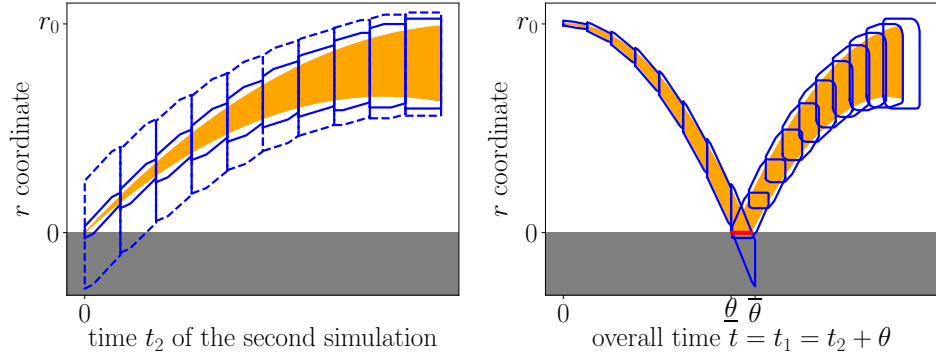 r₀
r coordinate
0
0
time t₂ of the second simulation
r₀
r coordinate
0
0
θ̲ θ̅
overall time t = t₁ = t₂ + θ